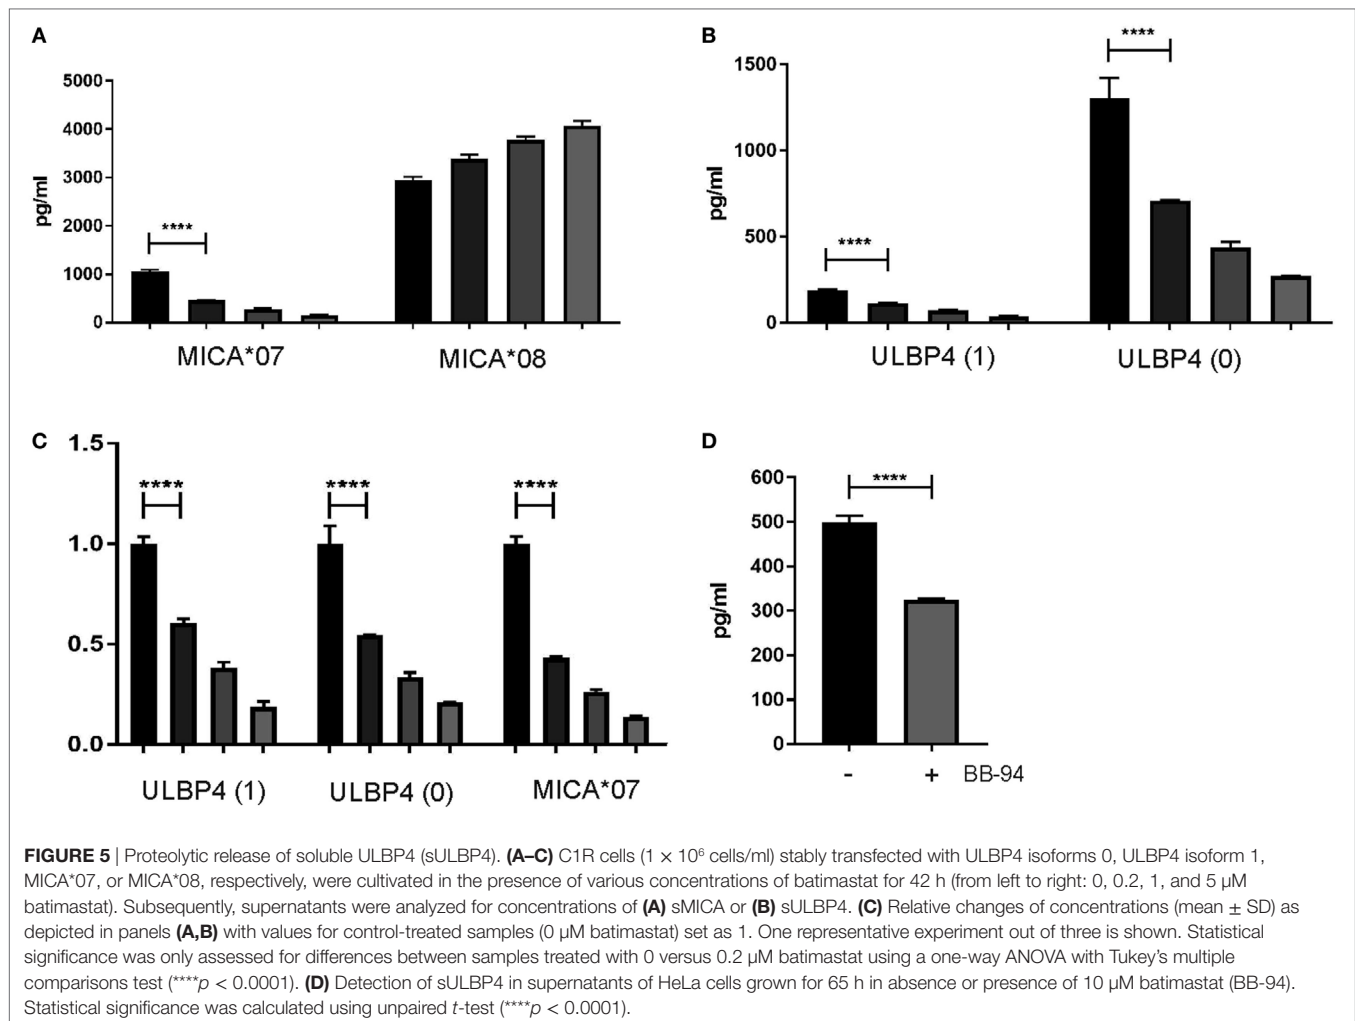 A
****
5000
4000
3000
2000
1000
0
pg/ml
MICA*07
MICA*08
B
****
****
1500
1000
500
0
pg/ml
ULBP4 (1)
ULBP4 (0)
C
****
****
****
1.5
1.0
0.5
0.0
ULBP4 (1)
ULBP4 (0)
MICA*07
D
****
600
500
400
300
200
100
0
pg/ml
- + BB-94
FIGURE 5 | Proteolytic release of soluble ULBP4 (sULBP4). (A–C) C1R cells (1 × 10⁶ cells/ml) stably transfected with ULBP4 isoforms 0, ULBP4 isoform 1,
MICA*07, or MICA*08, respectively, were cultivated in the presence of various concentrations of batimastat for 42 h (from left to right: 0, 0.2, 1, and 5 µM
batimastat). Subsequently, supernatants were analyzed for concentrations of (A) sMICA or (B) sULBP4. (C) Relative changes of concentrations (mean ± SD) as
depicted in panels (A,B) with values for control-treated samples (0 µM batimastat) set as 1. One representative experiment out of three is shown. Statistical
significance was only assessed for differences between samples treated with 0 versus 0.2 µM batimastat using a one-way ANOVA with Tukey's multiple
comparisons test (****p < 0.0001). (D) Detection of sULBP4 in supernatants of HeLa cells grown for 65 h in absence or presence of 10 µM batimastat (BB-94).
Statistical significance was calculated using unpaired t-test (****p < 0.0001).